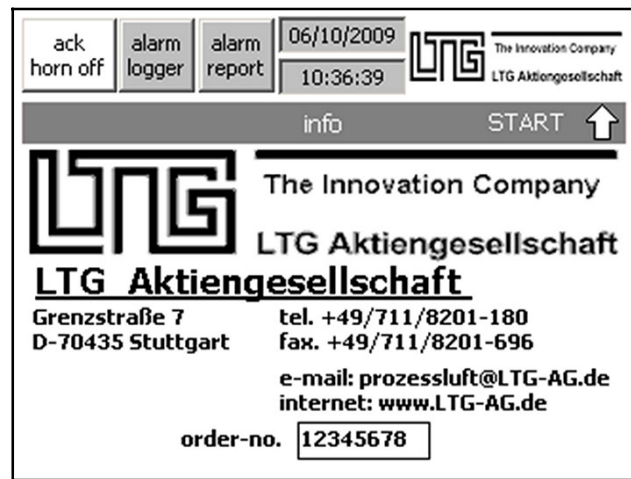 ack horn off
alarm logger
alarm report
06/10/2009
10:36:39
LTG
The Innovation Company
LTG Aktiengesellschaft
info START
LTG
The Innovation Company
LTG Aktiengesellschaft
LTG Aktiengesellschaft
Grenzstraße 7
D-70435 Stuttgart
tel. +49/711/8201-180
fax. +49/711/8201-696
e-mail: prozessluft@LTG-AG.de
internet: www.LTG-AG.de
order-no. 12345678